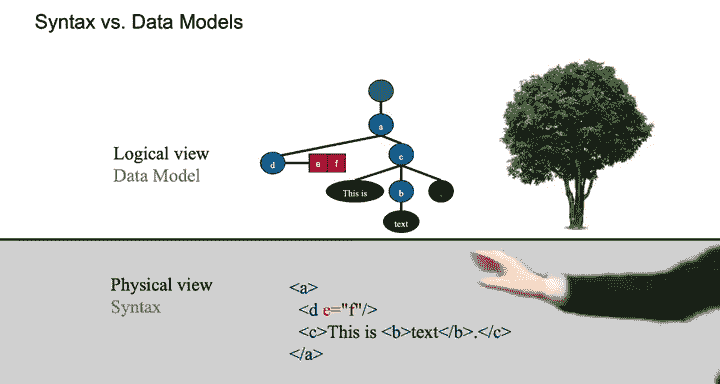 Syntax vs. Data Models
a
Logical view
Data Model
d
e f
c
This is
b
.
text
Physical view
Syntax
<a>
<d e="f"/>
<c>This is <b>text</b>.</c>
</a>